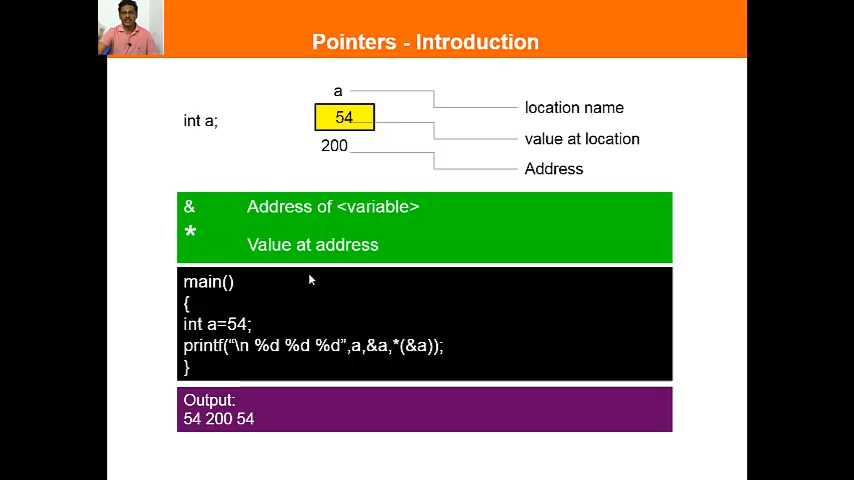 Pointers - Introduction
a
location name
int a;
54
value at location
200
Address
& Address of <variable>
* Value at address
main()
{
int a=54;
printf(“\n %d %d %d”,a,&a,*(&a));
}
Output:
54 200 54